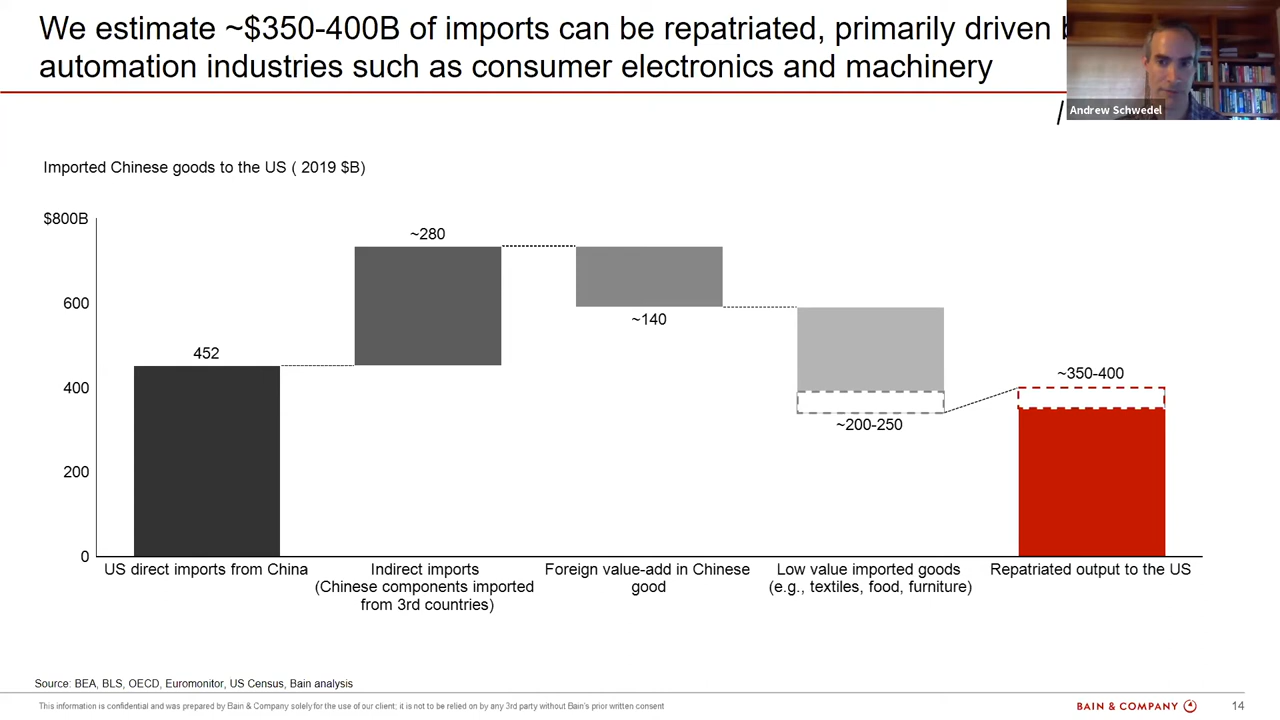 We estimate ~$350-400B of imports can be repatriated, primarily driven
automation industries such as consumer electronics and machinery
Andrew Schwedel
Imported Chinese goods to the US ( 2019 $B)
$800B
600
400
200
0
452
~280
~140
~200-250
~350-400
US direct imports from China
Indirect imports
(Chinese components imported
from 3rd countries)
Foreign value-add in Chinese
good
Low value imported goods
(e.g., textiles, food, furniture)
Repatriated output to the US
Source: BEA, BLS, OECD, Euromonitor, US Census, Bain analysis
This information is confidential and was prepared by Bain & Company solely for the use of our client; it is not to be relied on by any 3rd party without Bain's prior written consent
BAIN & COMPANY
14